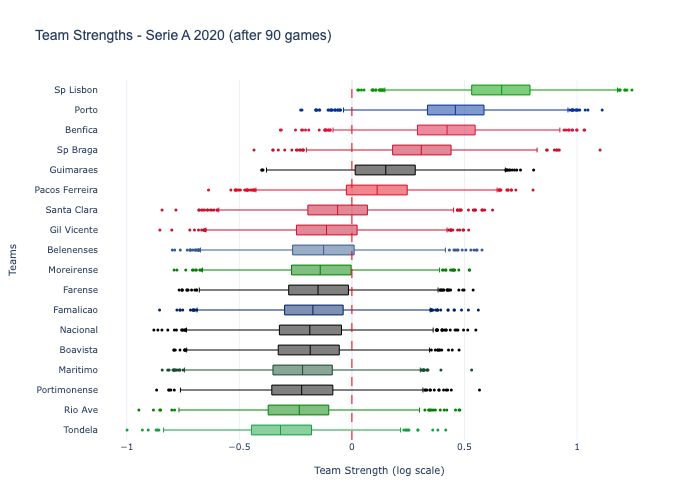 Team Strengths - Serie A 2020 (after 90 games)
Sp Lisbon
Porto
Benfica
Sp Braga
Guimaraes
Pacos Ferreira
Santa Clara
Gil Vicente
Belenenses
Moreirense
Farense
Famalicao
Nacional
Boavista
Maritimo
Portimonense
Rio Ave
Tondela
Teams
−1 −0.5 0 0.5 1
Team Strength (log scale)